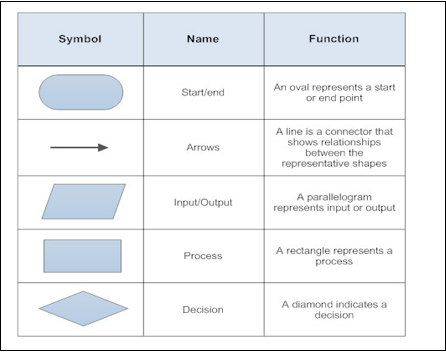 Symbol
Name
Function
Start/end
An oval represents a start
or end point
Arrows
A line is a connector that
shows relationships
between the
representative shapes
Input/Output
A parallelogram
represents input or output
Process
A rectangle represents a
process
Decision
A diamond indicates a
decision